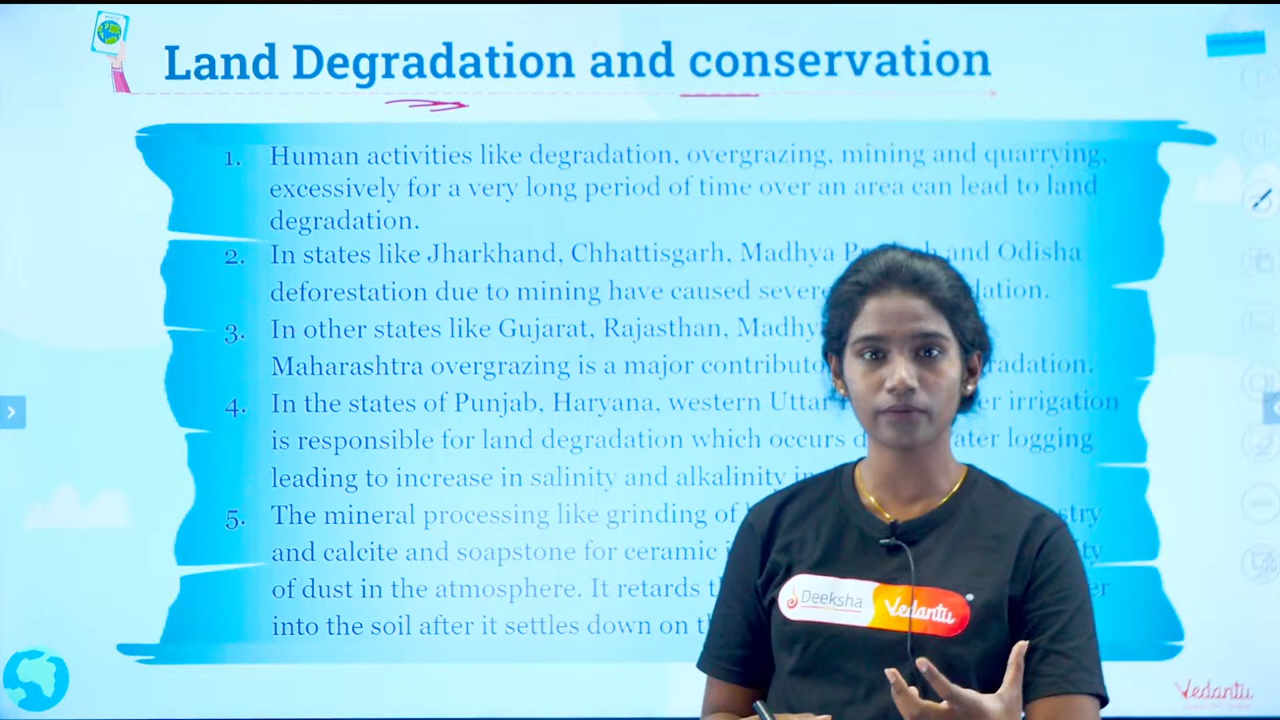 Land Degradation and conservation
1. Human activities like degradation, overgrazing, mining and quarrying,
excessively for a very long period of time over an area can lead to land
degradation.
2. In states like Jharkhand, Chhattisgarh, Madhya and Odisha
deforestation due to mining have caused severe
3. In other states like Gujarat, Rajasthan,
Maharashtra overgrazing is a major
4. In the states of Punjab, Haryana, western Uttar irrigation
is responsible for land degradation which occurs logging
leading to increase in salinity and alkalinity
5. The mineral processing like grinding of
and calcite and soapstone for ceramic
of dust in the atmosphere. It retards
into the soil after it settles down on
Deeksha Vedantu
Vedantu